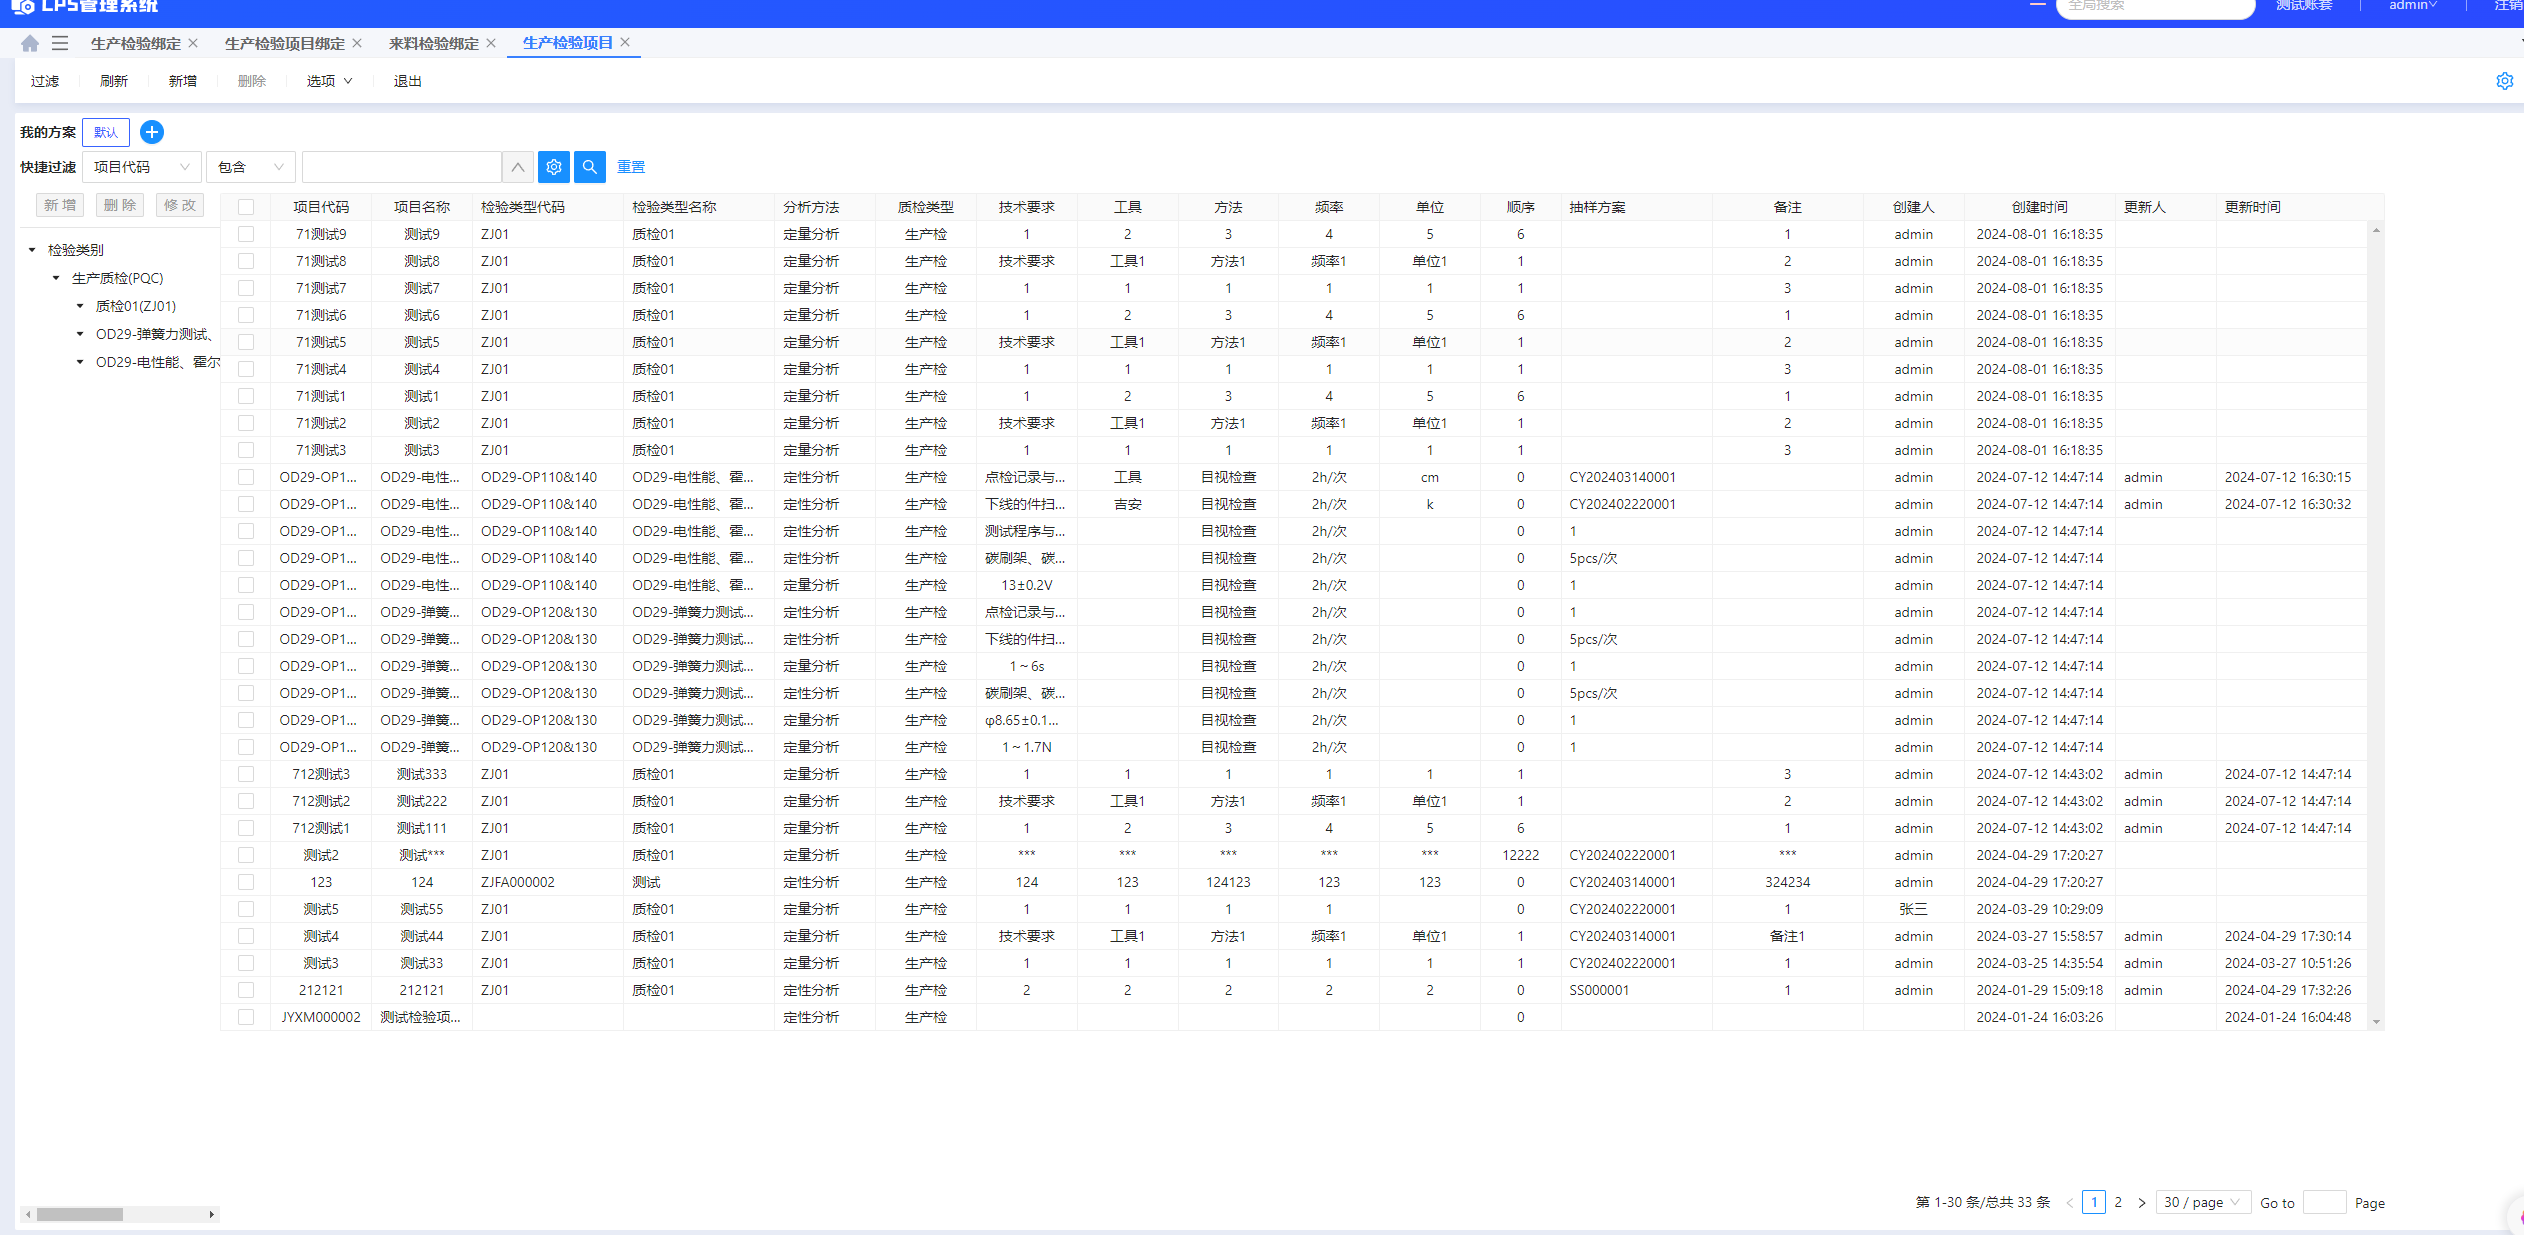 LPS管理系统 全局搜索 测试账套 admin 注销
生产检验绑定 生产检验项目绑定 来料检验绑定 生产检验项目
过滤 刷新 新增 删除 选项 退出
我的方案 默认
快捷过滤 项目代码 包含 重置
新 增 删 除 修 改
检验类别
生产质检(PQC)
质检01(ZJ01)
OD29-弹簧力测试、
OD29-电性能、霍尔
项目代码 项目名称 检验类型代码 检验类型名称 分析方法 质检类型 技术要求 工具 方法 频率 单位 顺序 抽样方案 备注 创建人 创建时间 更新人 更新时间
71测试9 测试9 ZJ01 质检01 定量分析 生产检 1 2 3 4 5 6 1 admin 2024-08-01 16:18:35
71测试8 测试8 ZJ01 质检01 定量分析 生产检 技术要求 工具1 方法1 频率1 单位1 1 2 admin 2024-08-01 16:18:35
71测试7 测试7 ZJ01 质检01 定量分析 生产检 1 1 1 1 1 1 3 admin 2024-08-01 16:18:35
71测试6 测试6 ZJ01 质检01 定量分析 生产检 1 2 3 4 5 6 1 admin 2024-08-01 16:18:35
71测试5 测试5 ZJ01 质检01 定量分析 生产检 技术要求 工具1 方法1 频率1 单位1 1 2 admin 2024-08-01 16:18:35
71测试4 测试4 ZJ01 质检01 定量分析 生产检 1 1 1 1 1 1 3 admin 2024-08-01 16:18:35
71测试1 测试1 ZJ01 质检01 定量分析 生产检 1 2 3 4 5 6 1 admin 2024-08-01 16:18:35
71测试2 测试2 ZJ01 质检01 定量分析 生产检 技术要求 工具1 方法1 频率1 单位1 1 2 admin 2024-08-01 16:18:35
71测试3 测试3 ZJ01 质检01 定量分析 生产检 1 1 1 1 1 1 3 admin 2024-08-01 16:18:35
OD29-OP1... OD29-电性... OD29-OP110&140 OD29-电性能、霍... 定性分析 生产检 点检记录与... 工具 目视检查 2h/次 cm 0 CY202403140001 admin 2024-07-12 14:47:14 admin 2024-07-12 16:30:15
OD29-OP1... OD29-电性... OD29-OP110&140 OD29-电性能、霍... 定性分析 生产检 下线的件扫... 吉安 目视检查 2h/次 k 0 CY202402220001 admin 2024-07-12 14:47:14 admin 2024-07-12 16:30:32
OD29-OP1... OD29-电性... OD29-OP110&140 OD29-电性能、霍... 定性分析 生产检 测试程序与... 目视检查 2h/次 0 1 admin 2024-07-12 14:47:14
OD29-OP1... OD29-电性... OD29-OP110&140 OD29-电性能、霍... 定性分析 生产检 碳刷架、碳... 目视检查 2h/次 0 5pcs/次 admin 2024-07-12 14:47:14
OD29-OP1... OD29-电性... OD29-OP110&140 OD29-电性能、霍... 定量分析 生产检 13±0.2V 目视检查 2h/次 0 1 admin 2024-07-12 14:47:14
OD29-OP1... OD29-弹簧... OD29-OP120&130 OD29-弹簧力测试... 定性分析 生产检 点检记录与... 目视检查 2h/次 0 1 admin 2024-07-12 14:47:14
OD29-OP1... OD29-弹簧... OD29-OP120&130 OD29-弹簧力测试... 定性分析 生产检 下线的件扫... 目视检查 2h/次 0 5pcs/次 admin 2024-07-12 14:47:14
OD29-OP1... OD29-弹簧... OD29-OP120&130 OD29-弹簧力测试... 定量分析 生产检 1～6s 目视检查 2h/次 0 1 admin 2024-07-12 14:47:14
OD29-OP1... OD29-弹簧... OD29-OP120&130 OD29-弹簧力测试... 定性分析 生产检 碳刷架、碳... 目视检查 2h/次 0 5pcs/次 admin 2024-07-12 14:47:14
OD29-OP1... OD29-弹簧... OD29-OP120&130 OD29-弹簧力测试... 定量分析 生产检 φ8.65±0.1... 目视检查 2h/次 0 1 admin 2024-07-12 14:47:14
OD29-OP1... OD29-弹簧... OD29-OP120&130 OD29-弹簧力测试... 定量分析 生产检 1～1.7N 目视检查 2h/次 0 1 admin 2024-07-12 14:47:14
712测试3 测试333 ZJ01 质检01 定量分析 生产检 1 1 1 1 1 1 3 admin 2024-07-12 14:43:02 admin 2024-07-12 14:47:14
712测试2 测试222 ZJ01 质检01 定量分析 生产检 技术要求 工具1 方法1 频率1 单位1 1 2 admin 2024-07-12 14:43:02 admin 2024-07-12 14:47:14
712测试1 测试111 ZJ01 质检01 定量分析 生产检 1 2 3 4 5 6 1 admin 2024-07-12 14:43:02 admin 2024-07-12 14:47:14
测试2 测试*** ZJ01 质检01 定量分析 生产检 *** *** *** *** *** 12222 CY202402220001 *** admin 2024-04-29 17:20:27
123 124 ZJFA000002 测试 定性分析 生产检 124 123 124123 123 123 0 CY202403140001 324234 admin 2024-04-29 17:20:27
测试5 测试55 ZJ01 质检01 定量分析 生产检 1 1 1 1 0 CY202402220001 1 张三 2024-03-29 10:29:09
测试4 测试44 ZJ01 质检01 定量分析 生产检 技术要求 工具1 方法1 频率1 单位1 1 CY202403140001 备注1 admin 2024-03-27 15:58:57 admin 2024-04-29 17:30:14
测试3 测试33 ZJ01 质检01 定量分析 生产检 1 1 1 1 1 1 CY202402220001 1 admin 2024-03-25 14:35:54 admin 2024-03-27 10:51:26
212121 212121 ZJ01 质检01 定性分析 生产检 2 2 2 2 2 0 SS000001 1 admin 2024-01-29 15:09:18 admin 2024-04-29 17:32:26
JYXM000002 测试检验项... 定性分析 生产检 0 2024-01-24 16:03:26 2024-01-24 16:04:48
第 1-30 条/总共 33 条 1 2 30 / page Go to Page